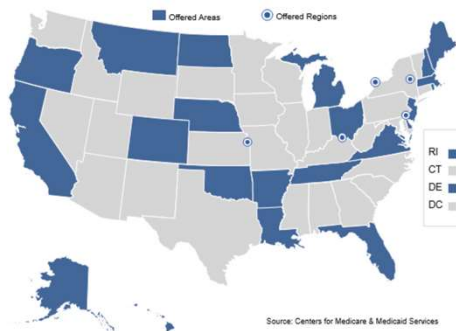 Offered Areas
Offered Regions
RI
CT
DE
DC
Source: Centers for Medicare & Medicaid Services